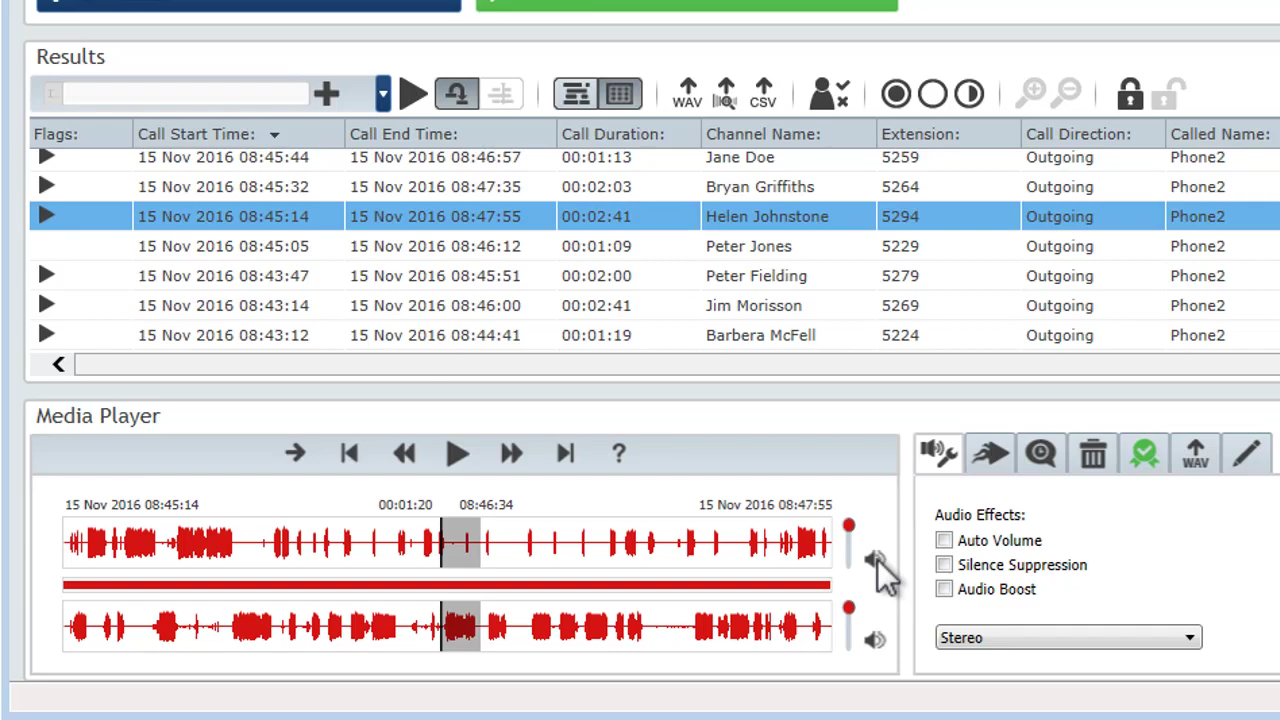 Results
WAV
CSV
Flags: Call Start Time: Call End Time: Call Duration: Channel Name: Extension: Call Direction: Called Name:
15 Nov 2016 08:45:44 15 Nov 2016 08:46:57 00:01:13 Jane Doe 5259 Outgoing Phone2
15 Nov 2016 08:45:32 15 Nov 2016 08:47:35 00:02:03 Bryan Griffiths 5264 Outgoing Phone2
15 Nov 2016 08:45:14 15 Nov 2016 08:47:55 00:02:41 Helen Johnstone 5294 Outgoing Phone2
15 Nov 2016 08:45:05 15 Nov 2016 08:46:12 00:01:09 Peter Jones 5229 Outgoing Phone2
15 Nov 2016 08:43:47 15 Nov 2016 08:45:51 00:02:00 Peter Fielding 5279 Outgoing Phone2
15 Nov 2016 08:43:14 15 Nov 2016 08:46:00 00:02:41 Jim Morisson 5269 Outgoing Phone2
15 Nov 2016 08:43:12 15 Nov 2016 08:44:41 00:01:19 Barbera McFell 5224 Outgoing Phone2
Media Player
?
WAV
15 Nov 2016 08:45:14 00:01:20 08:46:34 15 Nov 2016 08:47:55
Audio Effects:
Auto Volume
Silence Suppression
Audio Boost
Stereo